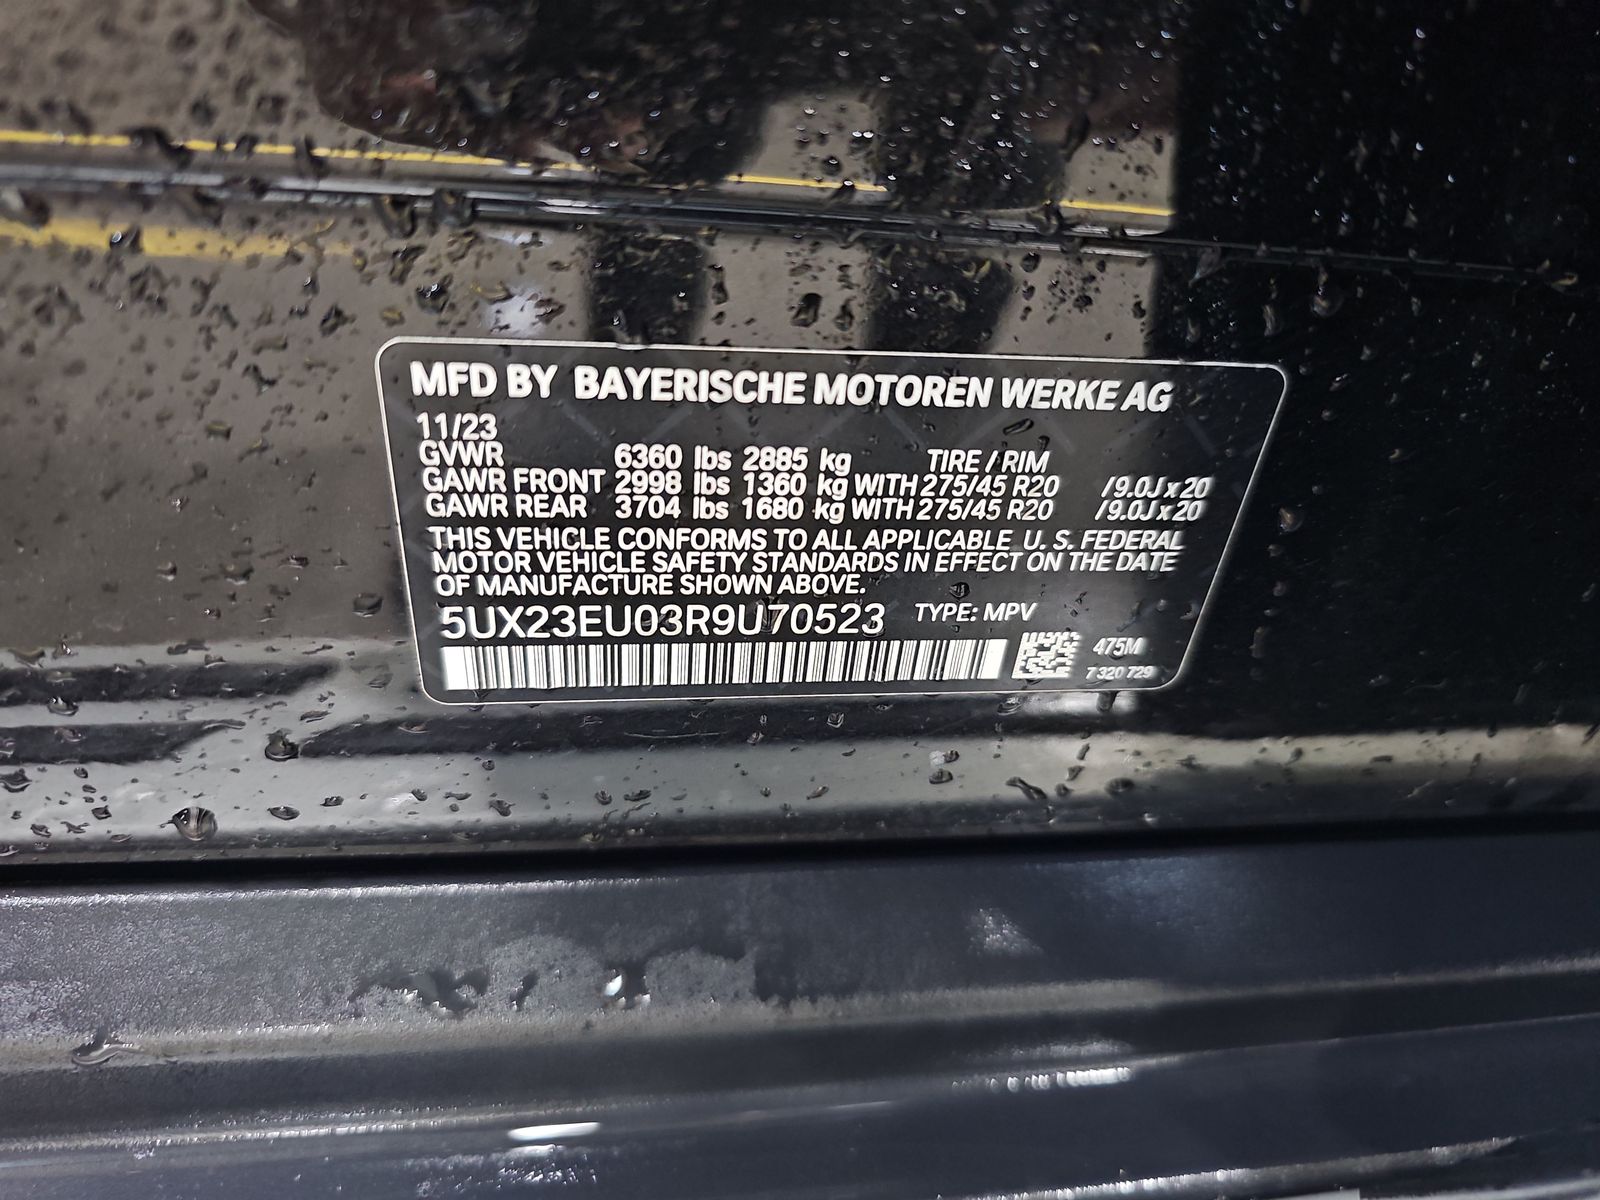 MFD BY BAYERISCHE MOTOREN WERKE AG
11/23
GVWR 6360 lbs 2885 kg TIRE / RIM
GAWR FRONT 2998 lbs 1360 kg WITH 275/45 R20 /9.0J x 20
GAWR REAR 3704 lbs 1680 kg WITH 275/45 R20 /9.0J x 20
THIS VEHICLE CONFORMS TO ALL APPLICABLE U. S. FEDERAL
MOTOR VEHICLE SAFETY STANDARDS IN EFFECT ON THE DATE
OF MANUFACTURE SHOWN ABOVE.
5UX23EU03R9U70523 TYPE: MPV
475M
7 320 729